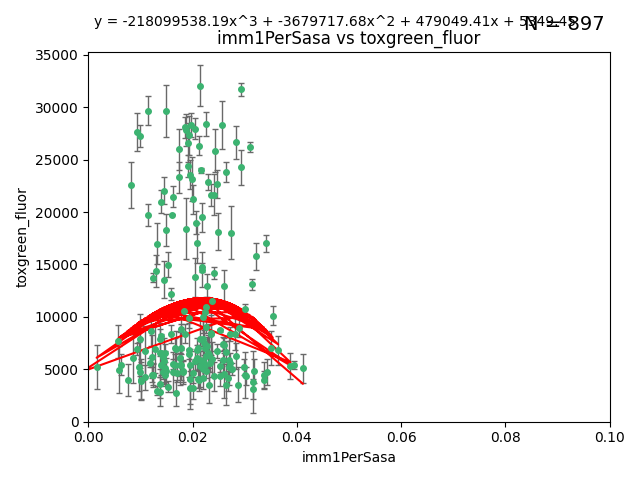 y = -218099538.19x^3 + -3679717.68x^2 + 479049.41x +
N = 897
imm1PerSasa vs toxgreen_fluor
35000
30000
25000
20000
15000
10000
5000
0
toxgreen_fluor
0.00 0.02 0.04 0.06 0.08 0.10
imm1PerSasa